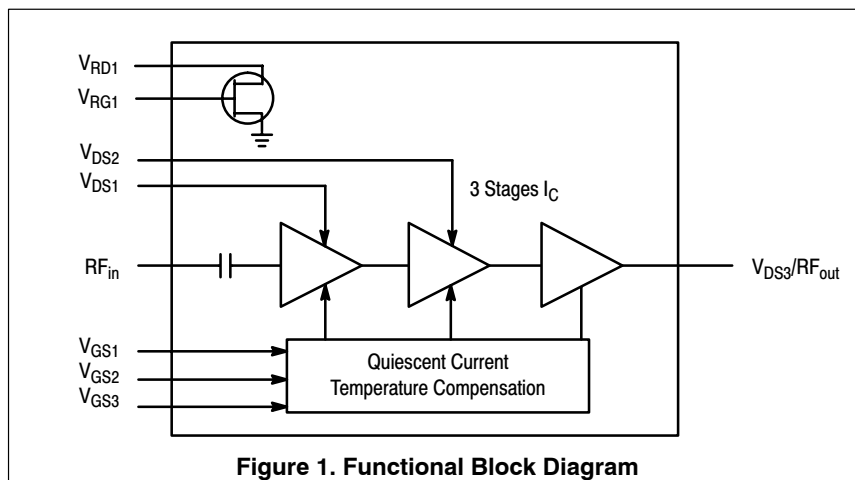 V_RD1
V_RG1
V_DS2
V_DS1
3 Stages I_C
RF_in
V_DS3/RF_out
V_GS1
V_GS2
V_GS3
Quiescent Current
Temperature Compensation
Figure 1. Functional Block Diagram